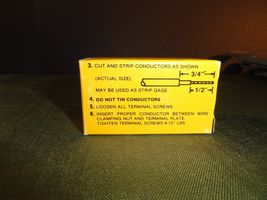 3. CUT AND STRIP CONDUCTORS AS SHOWN
3/4"
(ACTUAL SIZE)
1/2"
MAY BE USED AS STRIP GAGE.
4. DO NOT TIN CONDUCTORS
5. LOOSEN ALL TERMINAL SCREWS.
6. INSERT PROPER CONDUCTOR BETWEEN WIRE
CLAMPING NUT AND TERMINAL PLATE
TIGHTEN TERMINAL SCREWS 9-12" LBS.